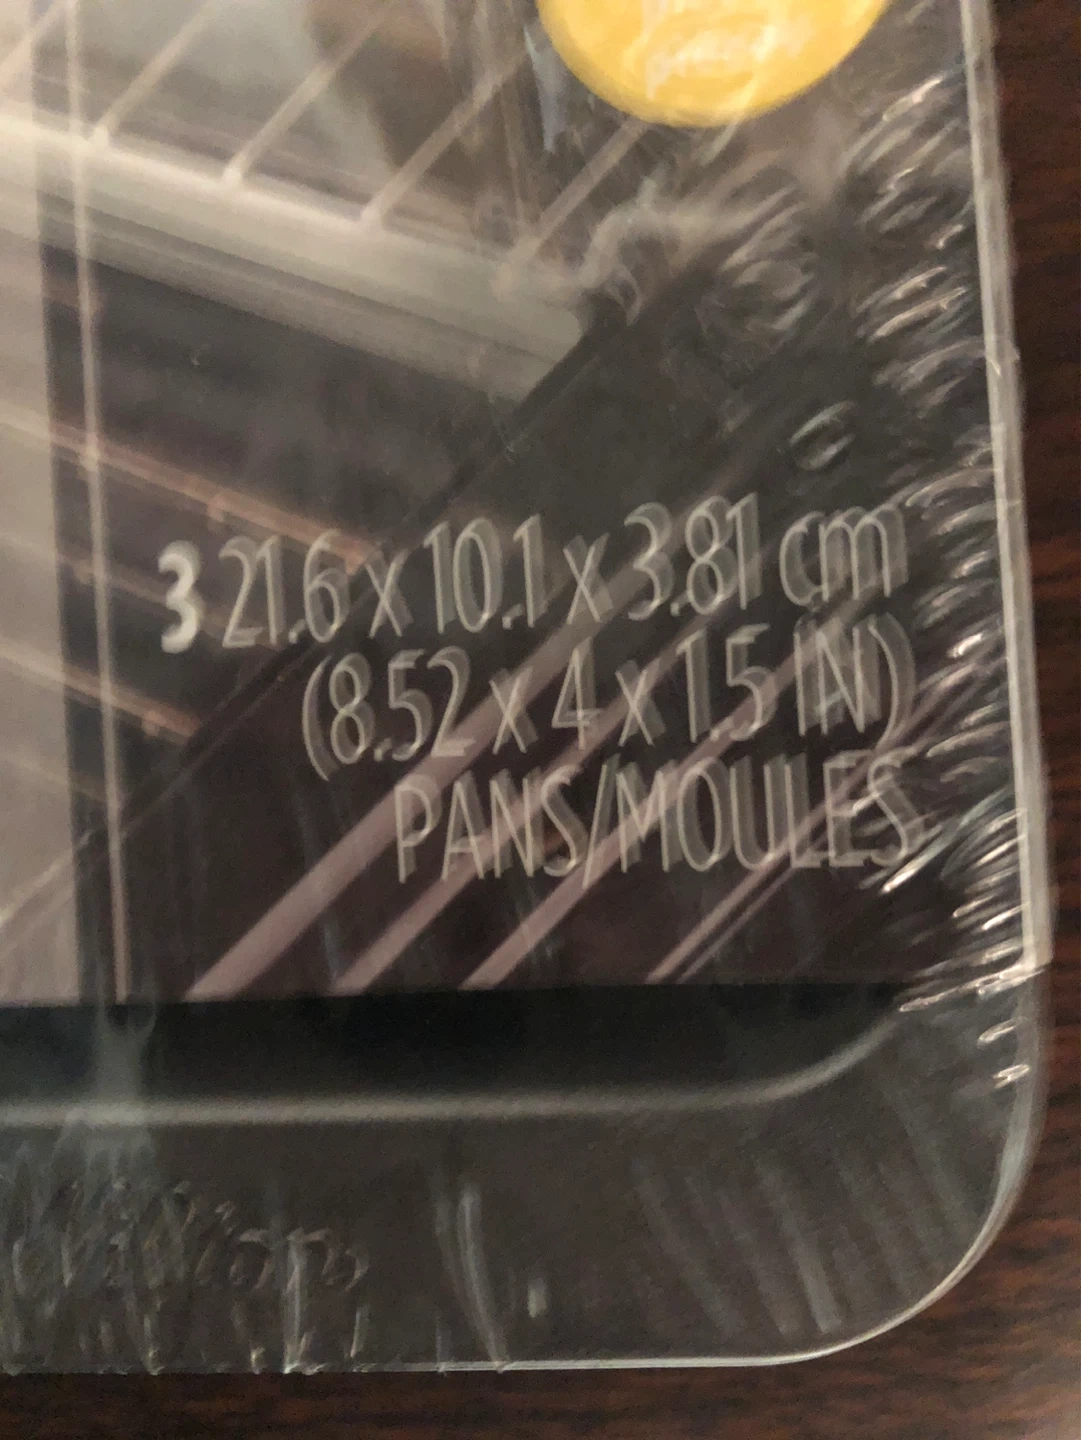 3 21.6 x 10.1 x 3.81 cm
(8.52 x 4 x 1.5 IN)
PANS/MOULES